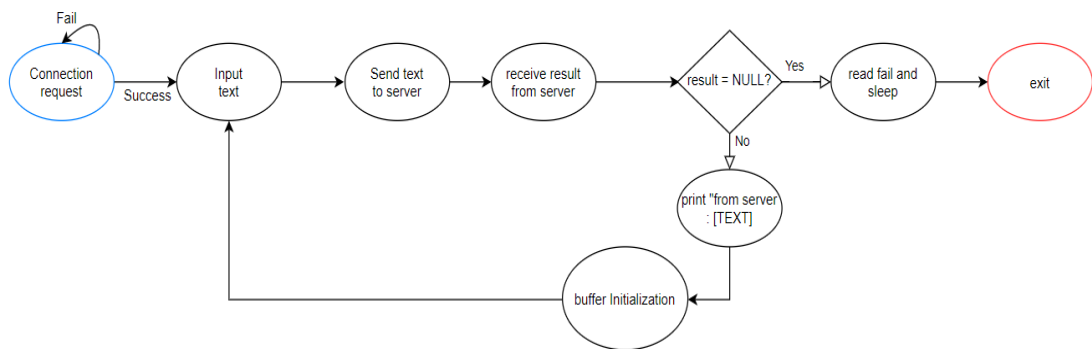 Fail
Connection
request
Success
Input
text
Send text
to server
receive result
from server
result = NULL?
Yes
read fail and
sleep
exit
No
print "from server
: [TEXT]
buffer Initialization